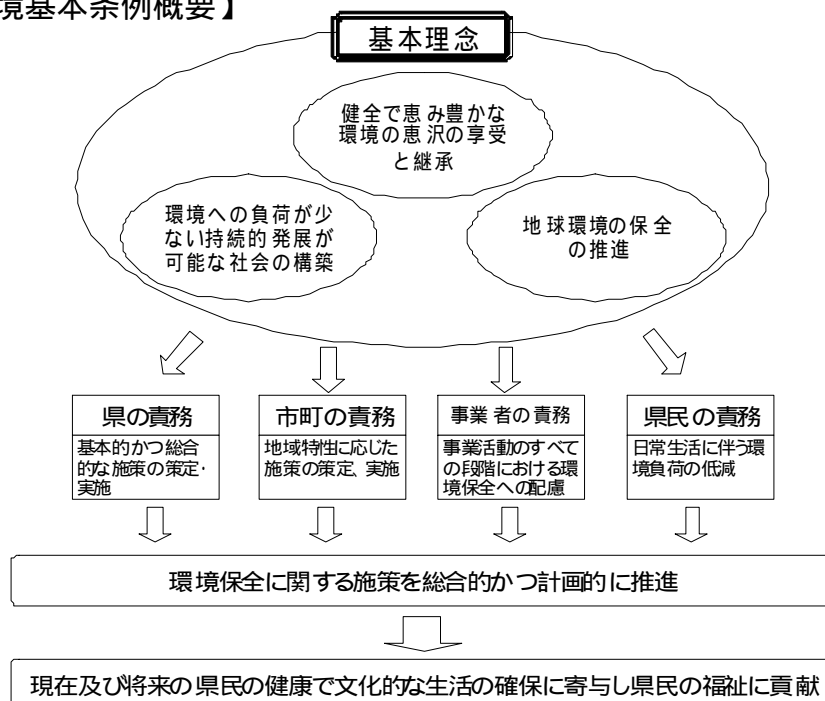 境基本条例概要】
基本理念
健全で恵み豊かな
環境の恵沢の享受
と継承
環境への負荷が少
ない持続的発展が
可能な社会の構築
地球環境の保全
の推進
県の責務
基本的かつ総合
的な施策の策定・
実施
市町の責務
地域特性に応じた
施策の策定、実施
事業者の責務
事業活動のすべて
の段階における環
境保全への配慮
県民の責務
日常生活に伴う環
境負荷の低減
環境保全に関する施策を総合的かつ計画的に推進
現在及び将来の県民の健康で文化的な生活の確保に寄与し県民の福祉に貢献